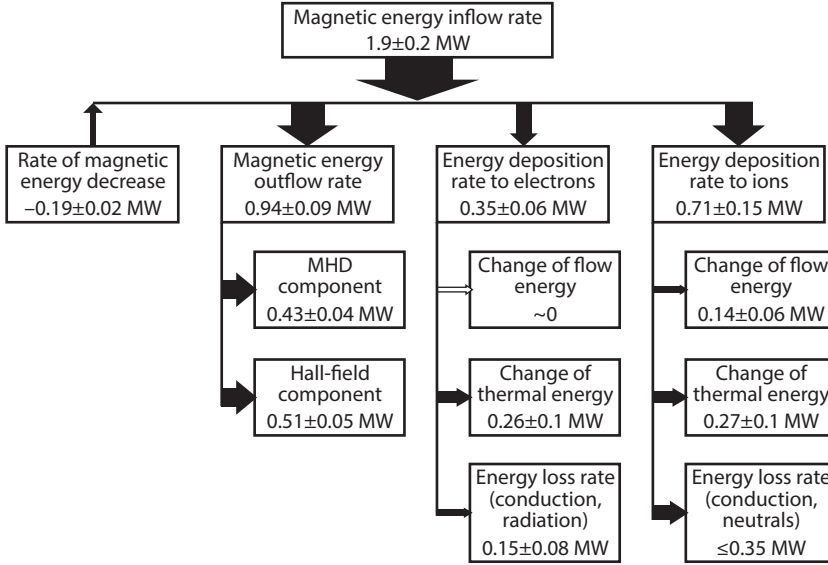 Magnetic energy inflow rate
1.9±0.2 MW
Rate of magnetic
energy decrease
–0.19±0.02 MW
Magnetic energy
outflow rate
0.94±0.09 MW
Energy deposition
rate to electrons
0.35±0.06 MW
Energy deposition
rate to ions
0.71±0.15 MW
MHD
component
0.43±0.04 MW
Hall-field
component
0.51±0.05 MW
Change of flow
energy
~0
Change of
thermal energy
0.26±0.1 MW
Energy loss rate
(conduction,
radiation)
0.15±0.08 MW
Change of flow
energy
0.14±0.06 MW
Change of
thermal energy
0.27±0.1 MW
Energy loss rate
(conduction,
neutrals)
≤0.35 MW